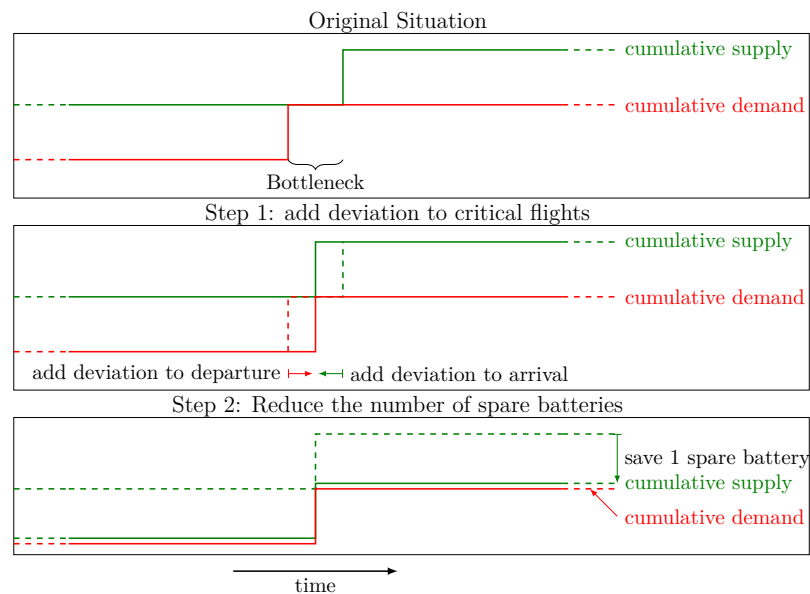 Original Situation
cumulative supply
cumulative demand
Bottleneck
Step 1: add deviation to critical flights
cumulative supply
cumulative demand
add deviation to departure
add deviation to arrival
Step 2: Reduce the number of spare batteries
save 1 spare battery
cumulative supply
cumulative demand
time